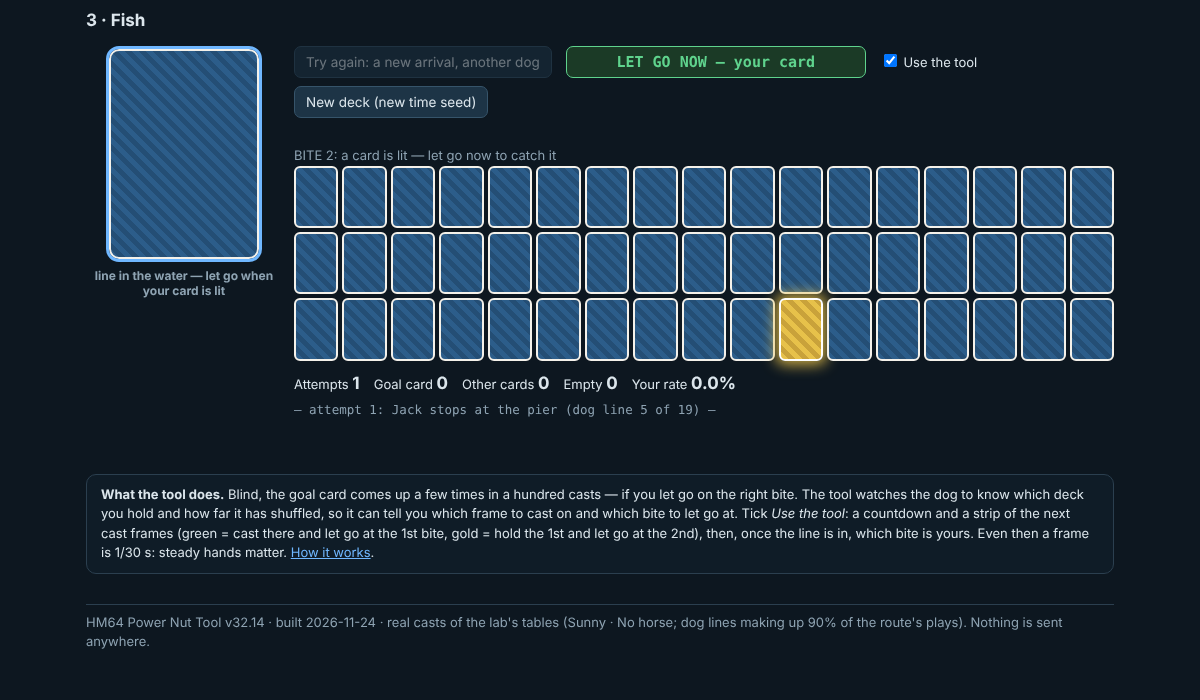 3 · Fish
Try again: a new arrival, another dog
LET GO NOW — your card
Use the tool
New deck (new time seed)
line in the water — let go when
your card is lit
BITE 2: a card is lit — let go now to catch it
Attempts 1 Goal card 0 Other cards 0 Empty 0 Your rate 0.0%
— attempt 1: Jack stops at the pier (dog line 5 of 19) —
What the tool does. Blind, the goal card comes up a few times in a hundred casts — if you let go on the right bite. The tool watches the dog to know which deck
you hold and how far it has shuffled, so it can tell you which frame to cast on and which bite to let go at. Tick Use the tool: a countdown and a strip of the next
cast frames (green = cast there and let go at the 1st bite, gold = hold the 1st and let go at the 2nd), then, once the line is in, which bite is yours. Even then a frame
is 1/30 s: steady hands matter. How it works.
HM64 Power Nut Tool v32.14 · built 2026-11-24 · real casts of the lab's tables (Sunny · No horse; dog lines making up 90% of the route's plays). Nothing is sent
anywhere.